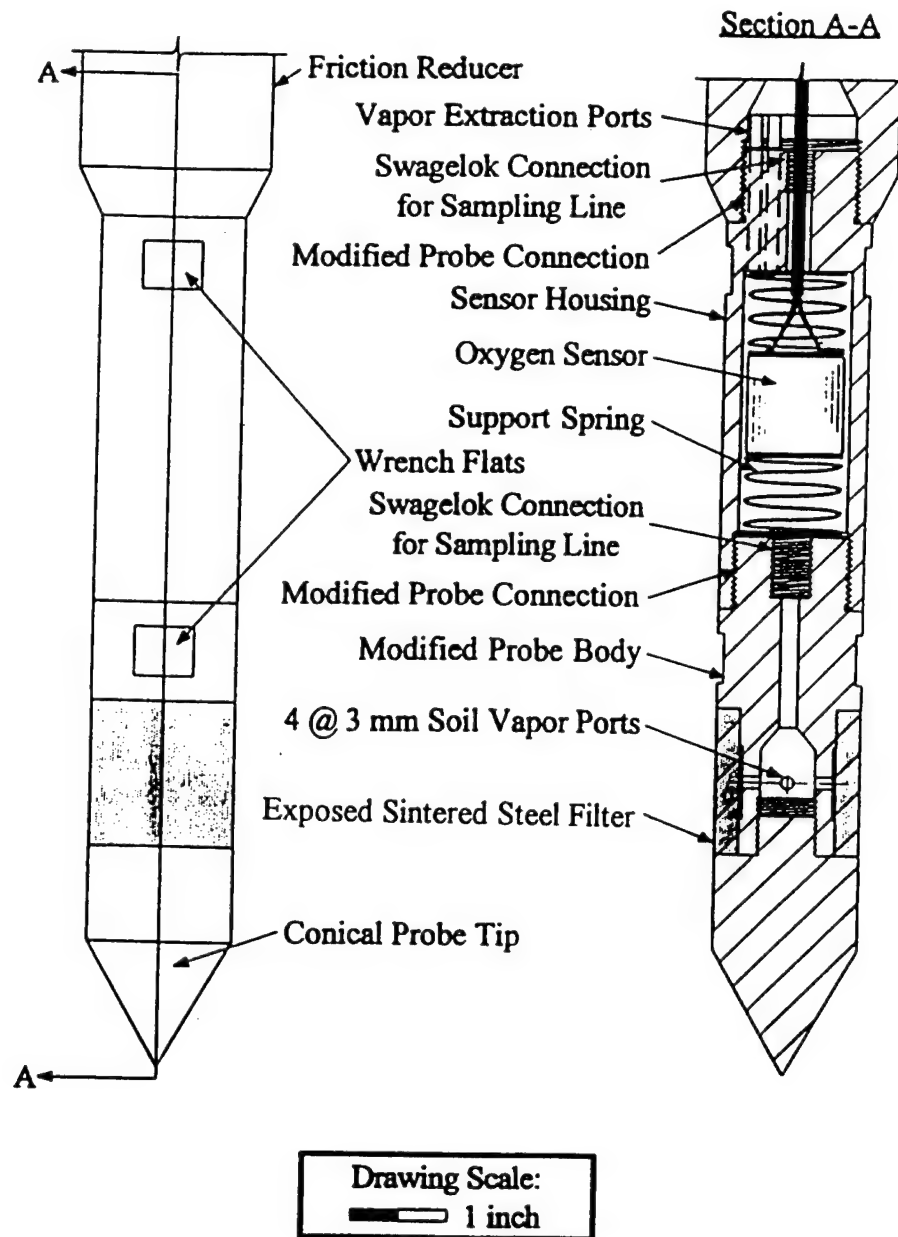 Section A-A
A
Friction Reducer
Vapor Extraction Ports
Swagelok Connection
for Sampling Line
Modified Probe Connection
Sensor Housing
Oxygen Sensor
Support Spring
Wrench Flats
Swagelok Connection
for Sampling Line
Modified Probe Connection
Modified Probe Body
4 @ 3 mm Soil Vapor Ports
Exposed Sintered Steel Filter
Conical Probe Tip
A
Drawing Scale:
1 inch